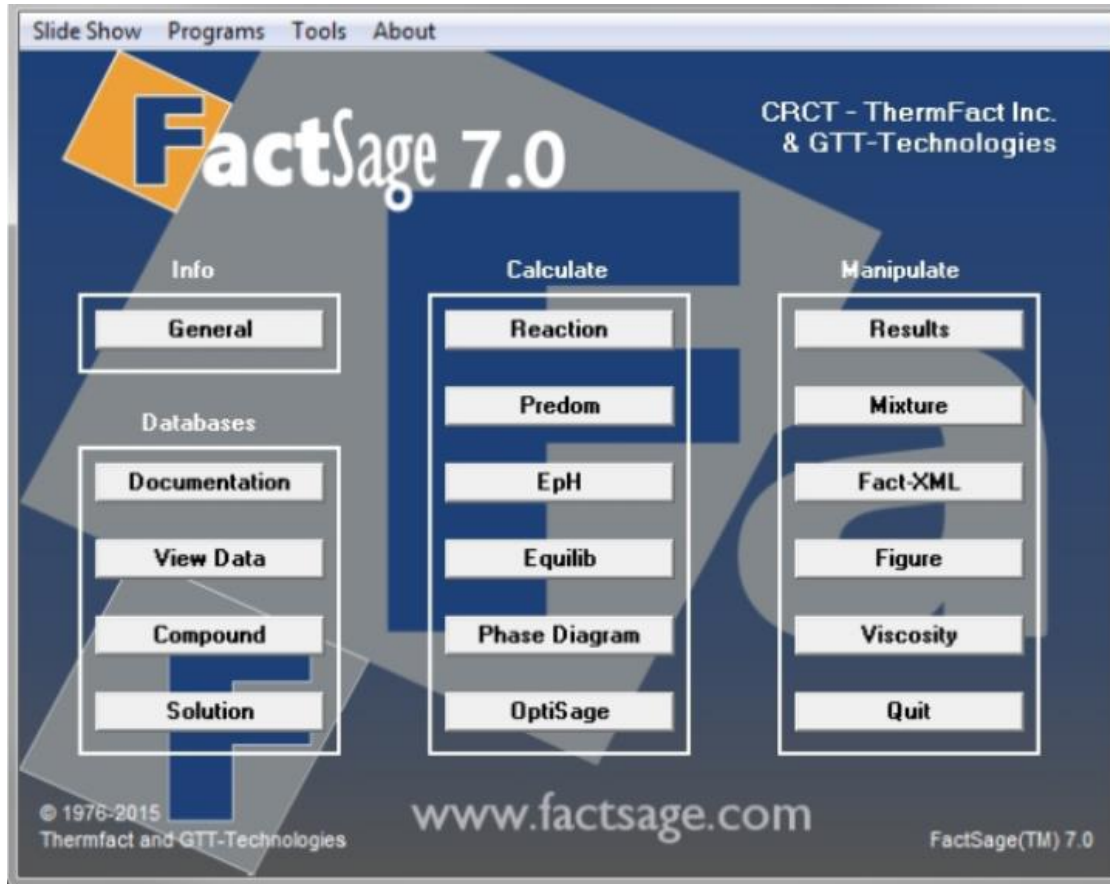 Slide Show Programs Tools About
FactSage 7.0
CRCT - ThermFact Inc.
& GTT-Technologies
Info
General
Databases
Documentation
View Data
Compound
Solution
Calculate
Reaction
Predom
EpH
Equilib
Phase Diagram
OptiSage
Manipulate
Results
Mixture
Fact-XML
Figure
Viscosity
Quit
© 1976-2015
Thermfact and GTT-Technologies
www.factsage.com
FactSage(TM) 7.0